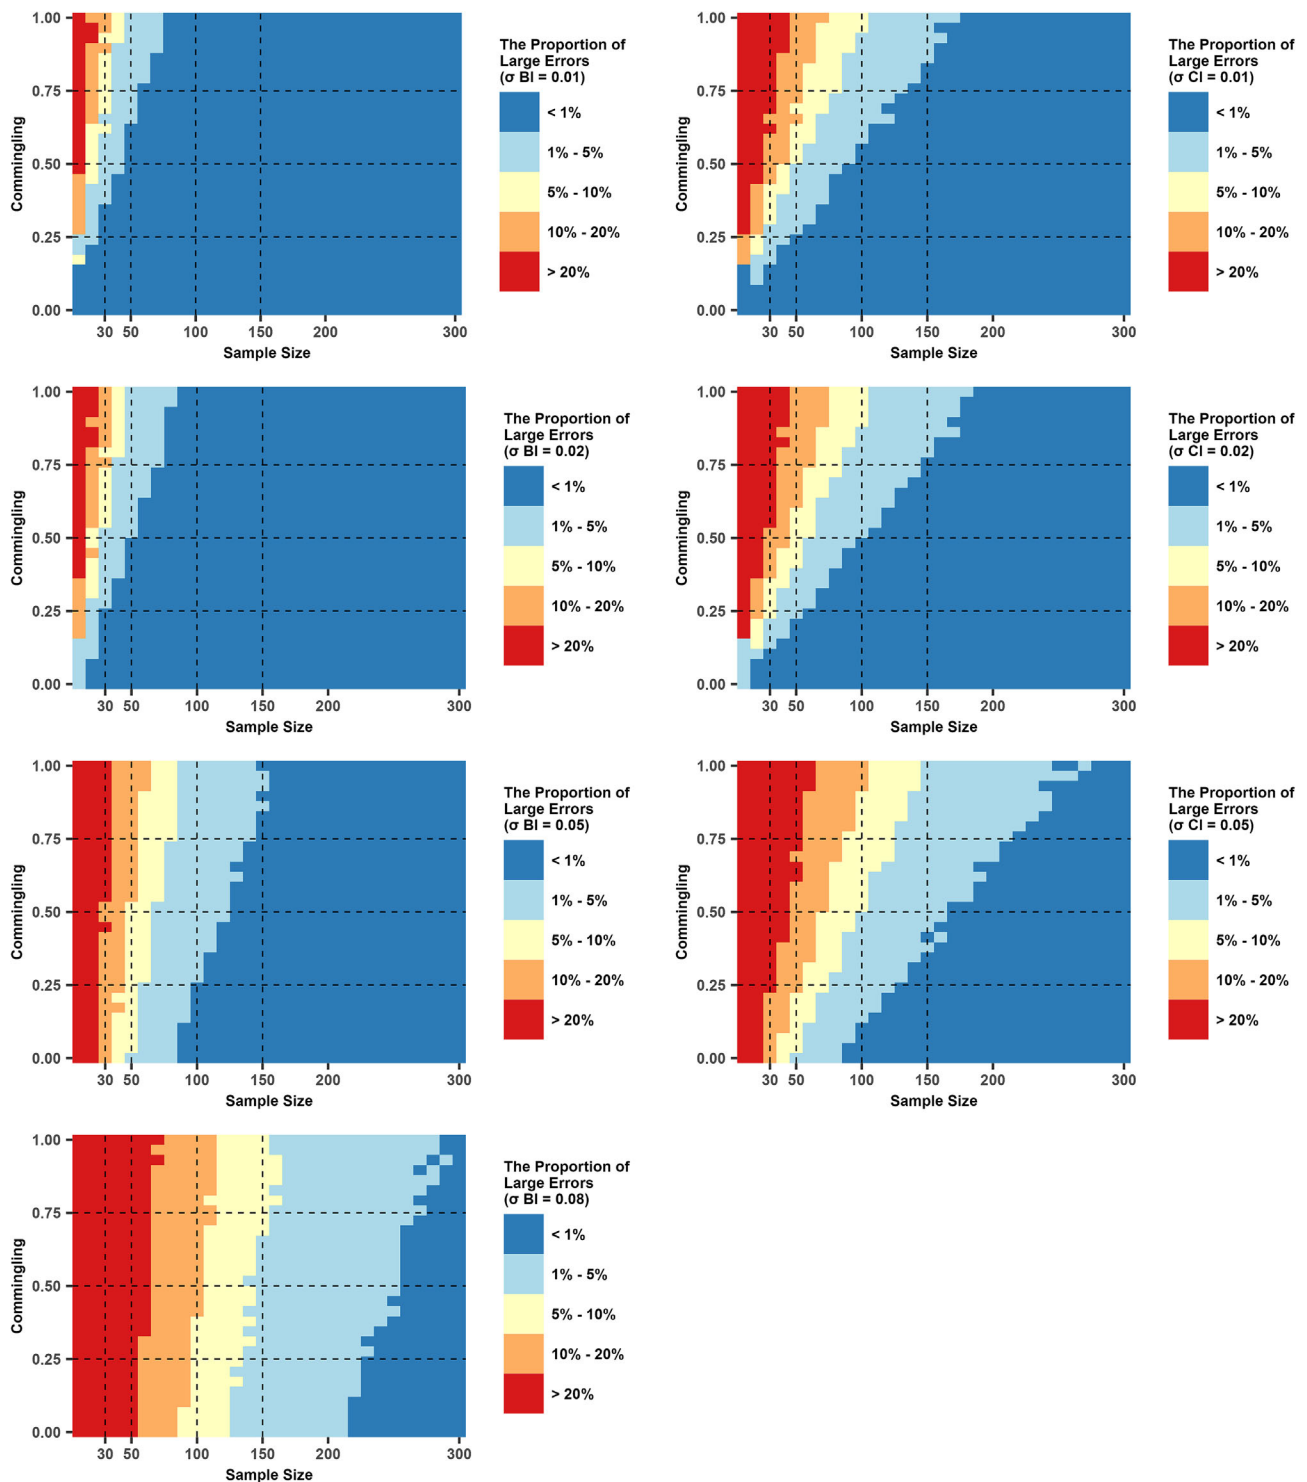 1.00
0.75
0.50
0.25
0.00
Commingling
30 50 100 150 200 300
Sample Size
The Proportion of
Large Errors
(σ BI = 0.01)
< 1%
1% - 5%
5% - 10%
10% - 20%
> 20%
1.00
0.75
0.50
0.25
0.00
Commingling
30 50 100 150 200 300
Sample Size
The Proportion of
Large Errors
(σ CI = 0.01)
< 1%
1% - 5%
5% - 10%
10% - 20%
> 20%
1.00
0.75
0.50
0.25
0.00
Commingling
30 50 100 150 200 300
Sample Size
The Proportion of
Large Errors
(σ BI = 0.02)
< 1%
1% - 5%
5% - 10%
10% - 20%
> 20%
1.00
0.75
0.50
0.25
0.00
Commingling
30 50 100 150 200 300
Sample Size
The Proportion of
Large Errors
(σ CI = 0.02)
< 1%
1% - 5%
5% - 10%
10% - 20%
> 20%
1.00
0.75
0.50
0.25
0.00
Commingling
30 50 100 150 200 300
Sample Size
The Proportion of
Large Errors
(σ BI = 0.05)
< 1%
1% - 5%
5% - 10%
10% - 20%
> 20%
1.00
0.75
0.50
0.25
0.00
Commingling
30 50 100 150 200 300
Sample Size
The Proportion of
Large Errors
(σ CI = 0.05)
< 1%
1% - 5%
5% - 10%
10% - 20%
> 20%
1.00
0.75
0.50
0.25
0.00
Commingling
30 50 100 150 200 300
Sample Size
The Proportion of
Large Errors
(σ BI = 0.08)
< 1%
1% - 5%
5% - 10%
10% - 20%
> 20%